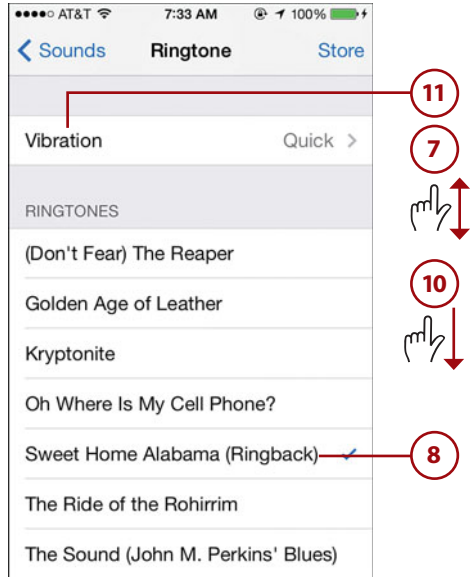 AT&T 7:33 AM 100%
Sounds Ringtone Store
11
Vibration Quick >
7
RINGTONES
(Don't Fear) The Reaper
10
Golden Age of Leather
Kryptonite
Oh Where Is My Cell Phone?
Sweet Home Alabama (Ringback)
8
The Ride of the Rohirrim
The Sound (John M. Perkins' Blues)